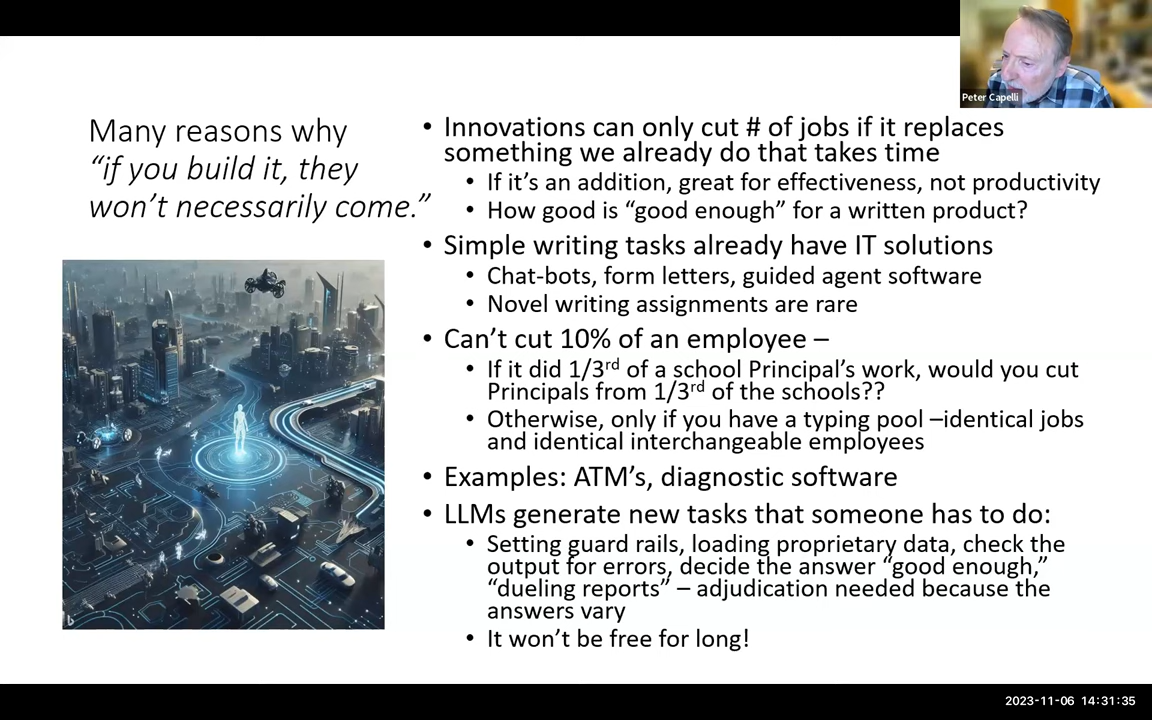 Peter Capelli
Many reasons why
“if you build it, they
won’t necessarily come.”
• Innovations can only cut # of jobs if it replaces
something we already do that takes time
• If it’s an addition, great for effectiveness, not productivity
• How good is “good enough” for a written product?
• Simple writing tasks already have IT solutions
• Chat-bots, form letters, guided agent software
• Novel writing assignments are rare
• Can’t cut 10% of an employee –
• If it did 1/3rd of a school Principal’s work, would you cut
Principals from 1/3rd of the schools??
• Otherwise, only if you have a typing pool –identical jobs
and identical interchangeable employees
• Examples: ATM’s, diagnostic software
• LLMs generate new tasks that someone has to do:
• Setting guard rails, loading proprietary data, check the
output for errors, decide the answer “good enough,”
“dueling reports” – adjudication needed because the
answers vary
• It won’t be free for long!
2023-11-06 14:31:35